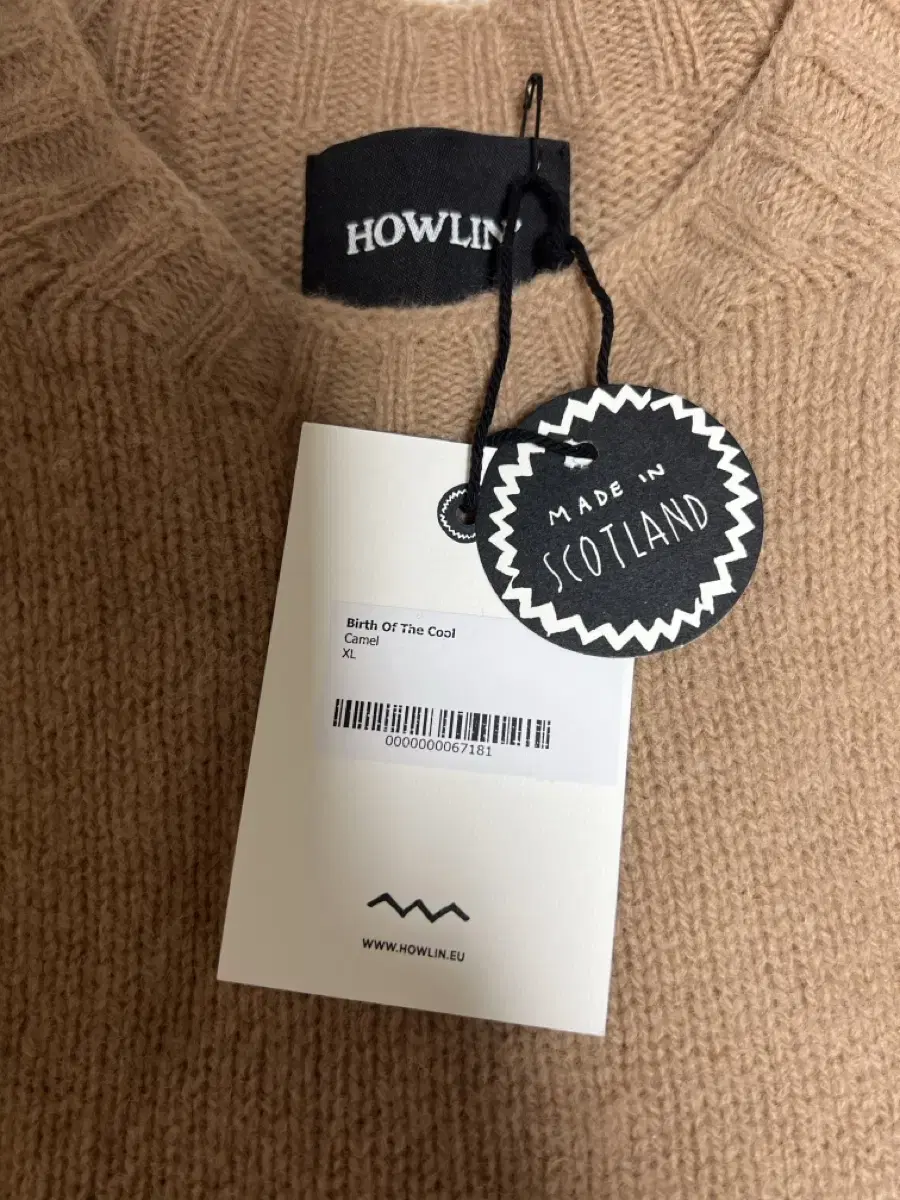 HOWLIN'
MADE IN
SCOTLAND
Birth Of The Cool
Camel
XL
0000000067181
WWW.HOWLIN.EU